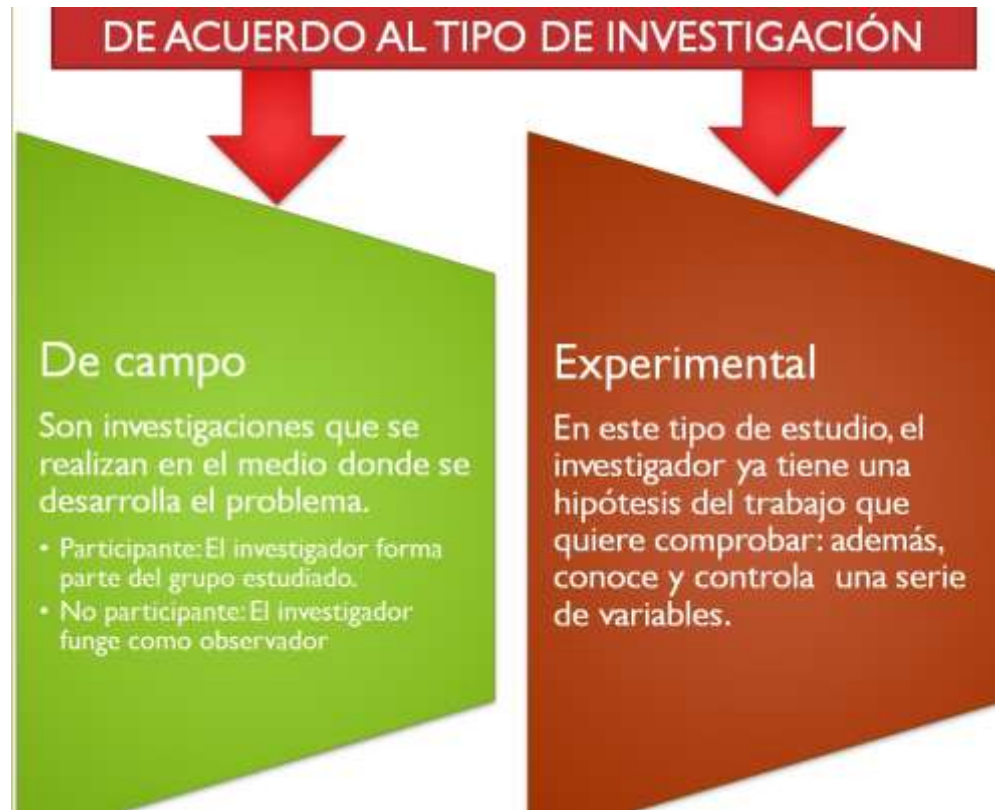 DE ACUERDO AL TIPO DE INVESTIGACIÓN
De campo
Son investigaciones que se
realizan en el medio donde se
desarrolla el problema.
• Participante: El investigador forma
parte del grupo estudiado.
• No participante: El investigador
funge como observador
Experimental
En este tipo de estudio, el
investigador ya tiene una
hipótesis del trabajo que
quiere comprobar: además,
conoce y controla una serie
de variables.